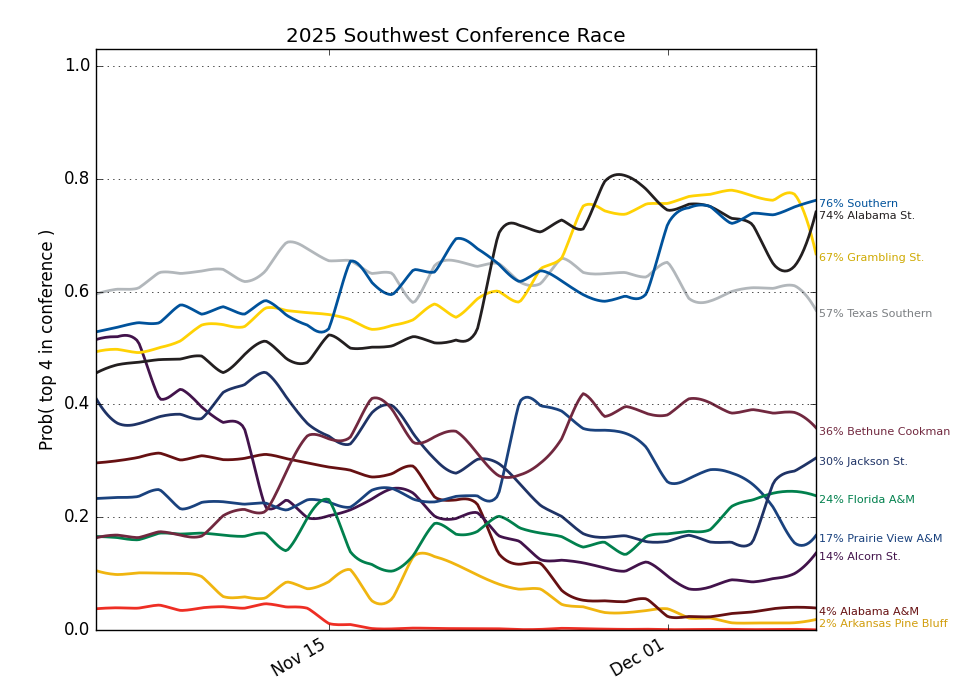 2025 Southwest Conference Race
Prob( top 4 in conference )
1.0
0.8
0.6
0.4
0.2
0.0
Nov 15
Dec 01
76% Southern
74% Alabama St.
67% Grambling St.
57% Texas Southern
36% Bethune Cookman
30% Jackson St.
24% Florida A&M
17% Prairie View A&M
14% Alcorn St.
4% Alabama A&M
2% Arkansas Pine Bluff